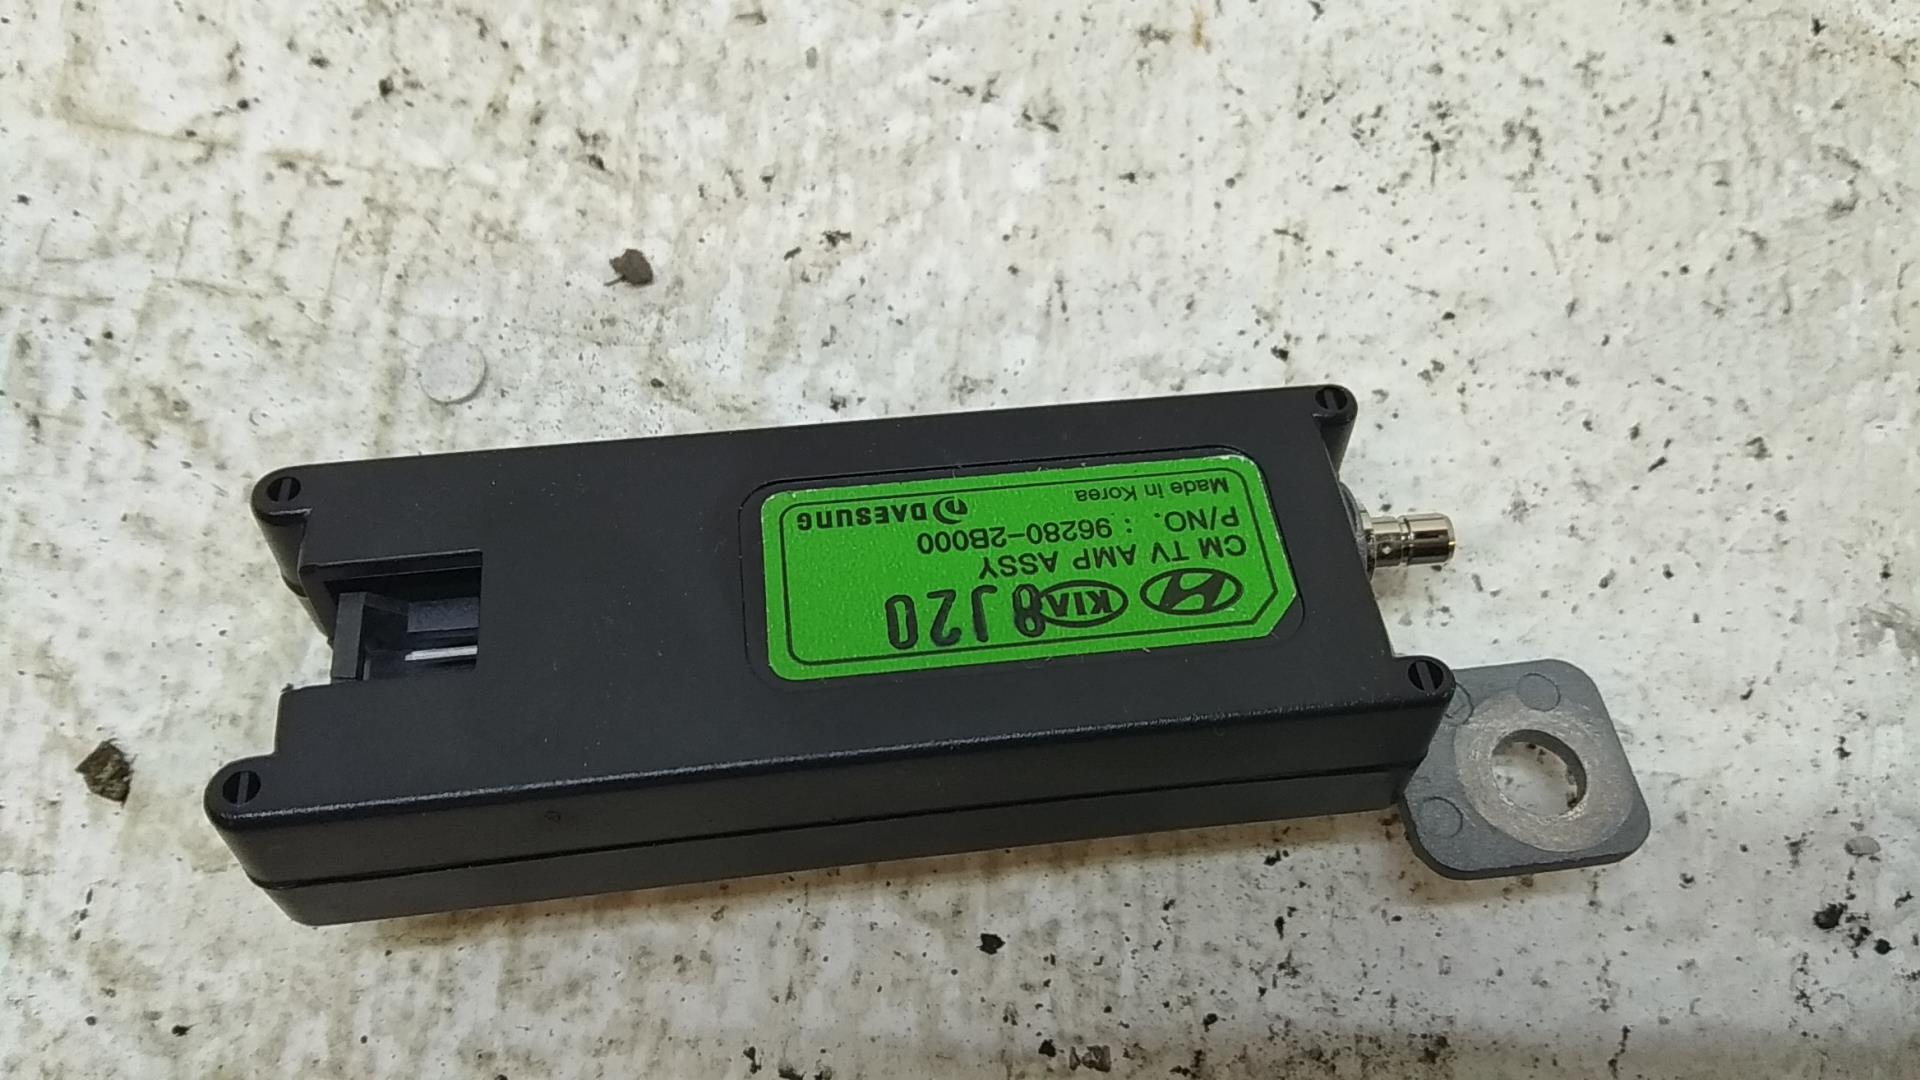 KIA 8J20
CM TV AMP ASSY
P/NO. : 96280-2B000
Made in Korea DAESUNG